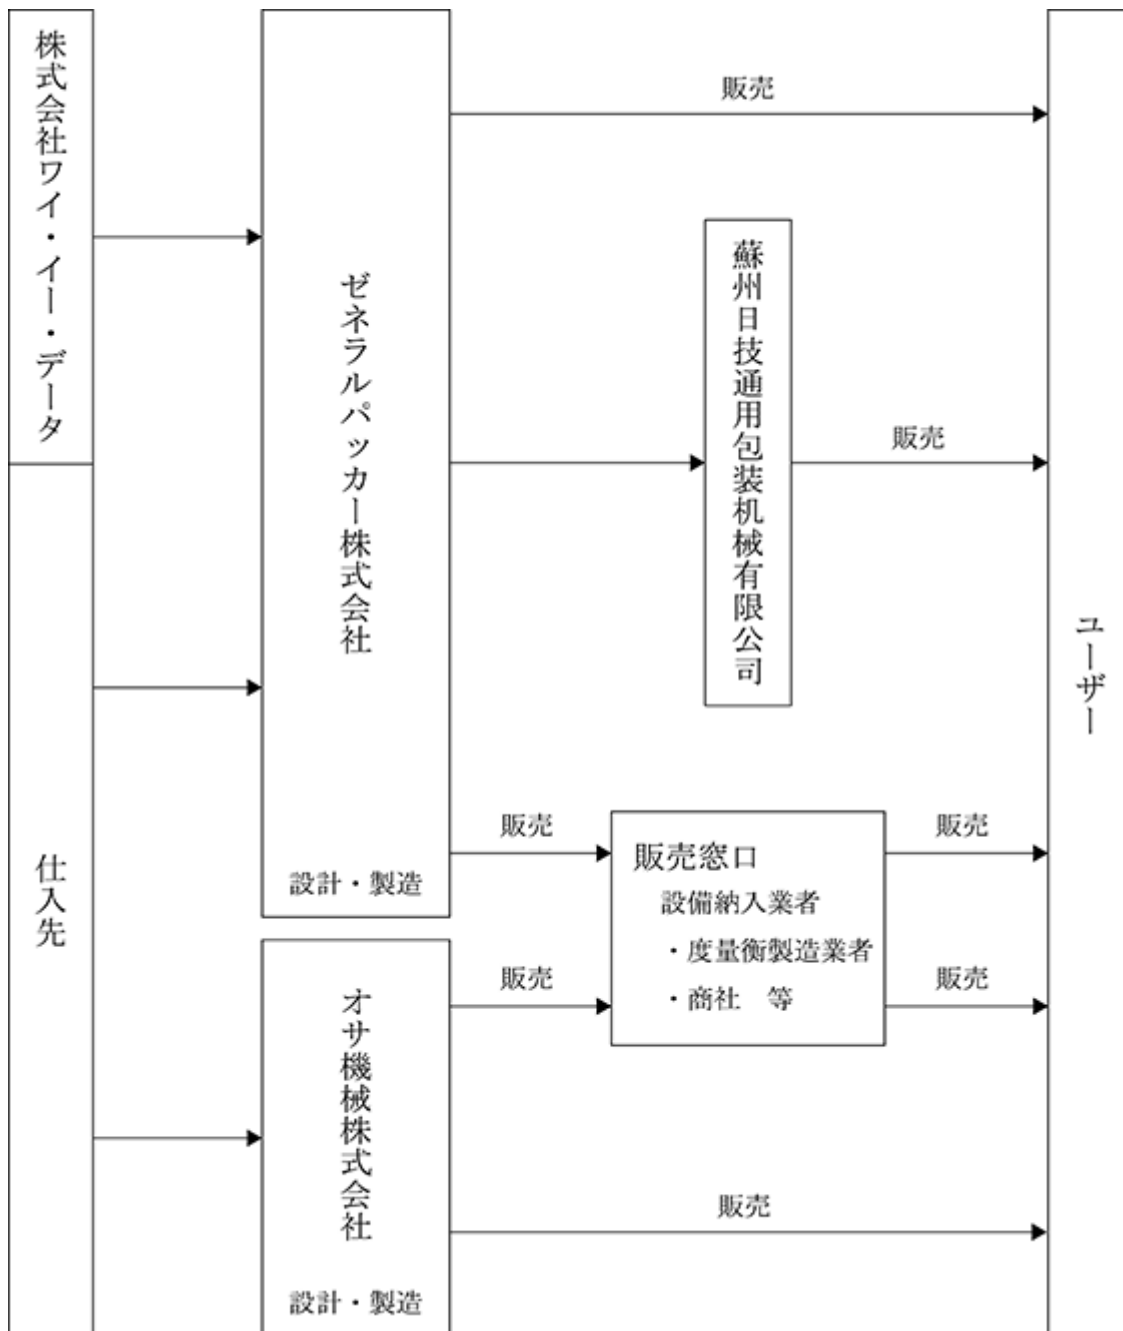 株式会社ワイ・イー・データ
仕入先
ゼネラルパッカー株式会社
設計・製造
オサ機械株式会社
設計・製造
販売
蘇州日技通用包装机械有限公司
販売
販売
販売窓口
設備納入業者
・度量衡製造業者
・商社　等
販売
販売
販売
販売
ユーザー